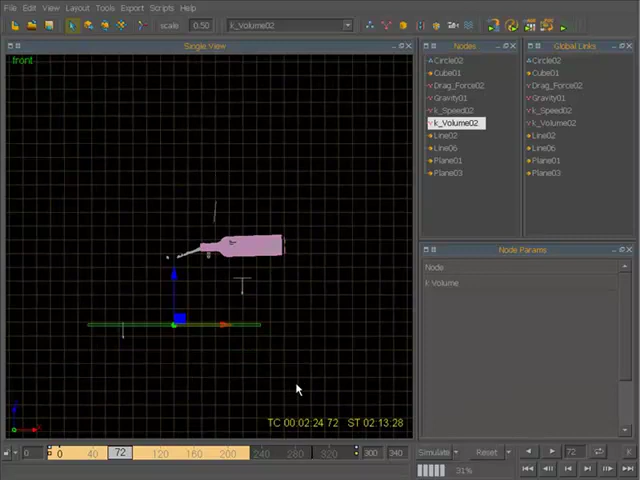 File Edit View Layout Tools Export Scripts Help
scale 0.50 k_Volume02
Single View
Nodes
Global Links
front
Circle02
Cube01
Drag_Force02
Gravity01
k_Speed02
k_Volume02
Line02
Line06
Plane01
Plane03
Circle02
Cube01
Drag_Force02
Gravity01
k_Speed02
k_Volume02
Line02
Line06
Plane01
Plane03
Node Params
Node
k Volume
TC 00:02:24 72 ST 02:13:28
0 0 40 72 120 160 200 240 280 320 300 340 Simulate Reset 72 K
31%